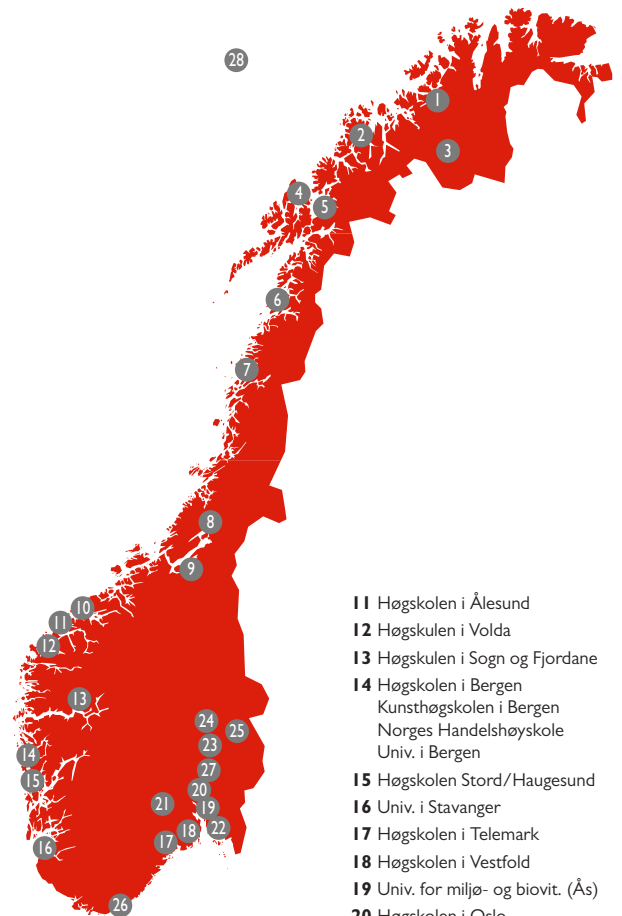 28
1
2
3
4
5
6
7
8
9
10
11
12
13
24
25
23
14
27
15
20
21
19
22
18
17
16
26
11 Høgskolen i Ålesund
12 Høgskulen i Volda
13 Høgskulen i Sogn og Fjordane
14 Høgskolen i Bergen
Kunsthøgskolen i Bergen
Norges Handelshøyskole
Univ. i Bergen
15 Høgskolen Stord/Haugesund
16 Univ. i Stavanger
17 Høgskolen i Telemark
18 Høgskolen i Vestfold
19 Univ. for miljø- og biovit. (Ås)
20 Høgskolen i Oslo